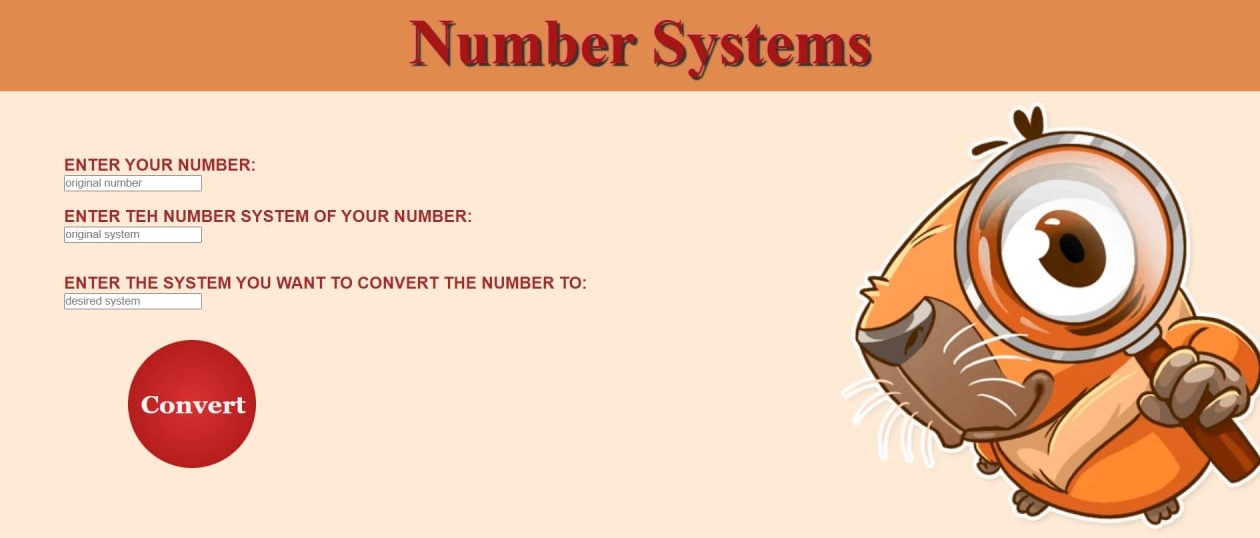 Number Systems
ENTER YOUR NUMBER:
original number
ENTER TEH NUMBER SYSTEM OF YOUR NUMBER:
original system
ENTER THE SYSTEM YOU WANT TO CONVERT THE NUMBER TO:
desired system
Convert